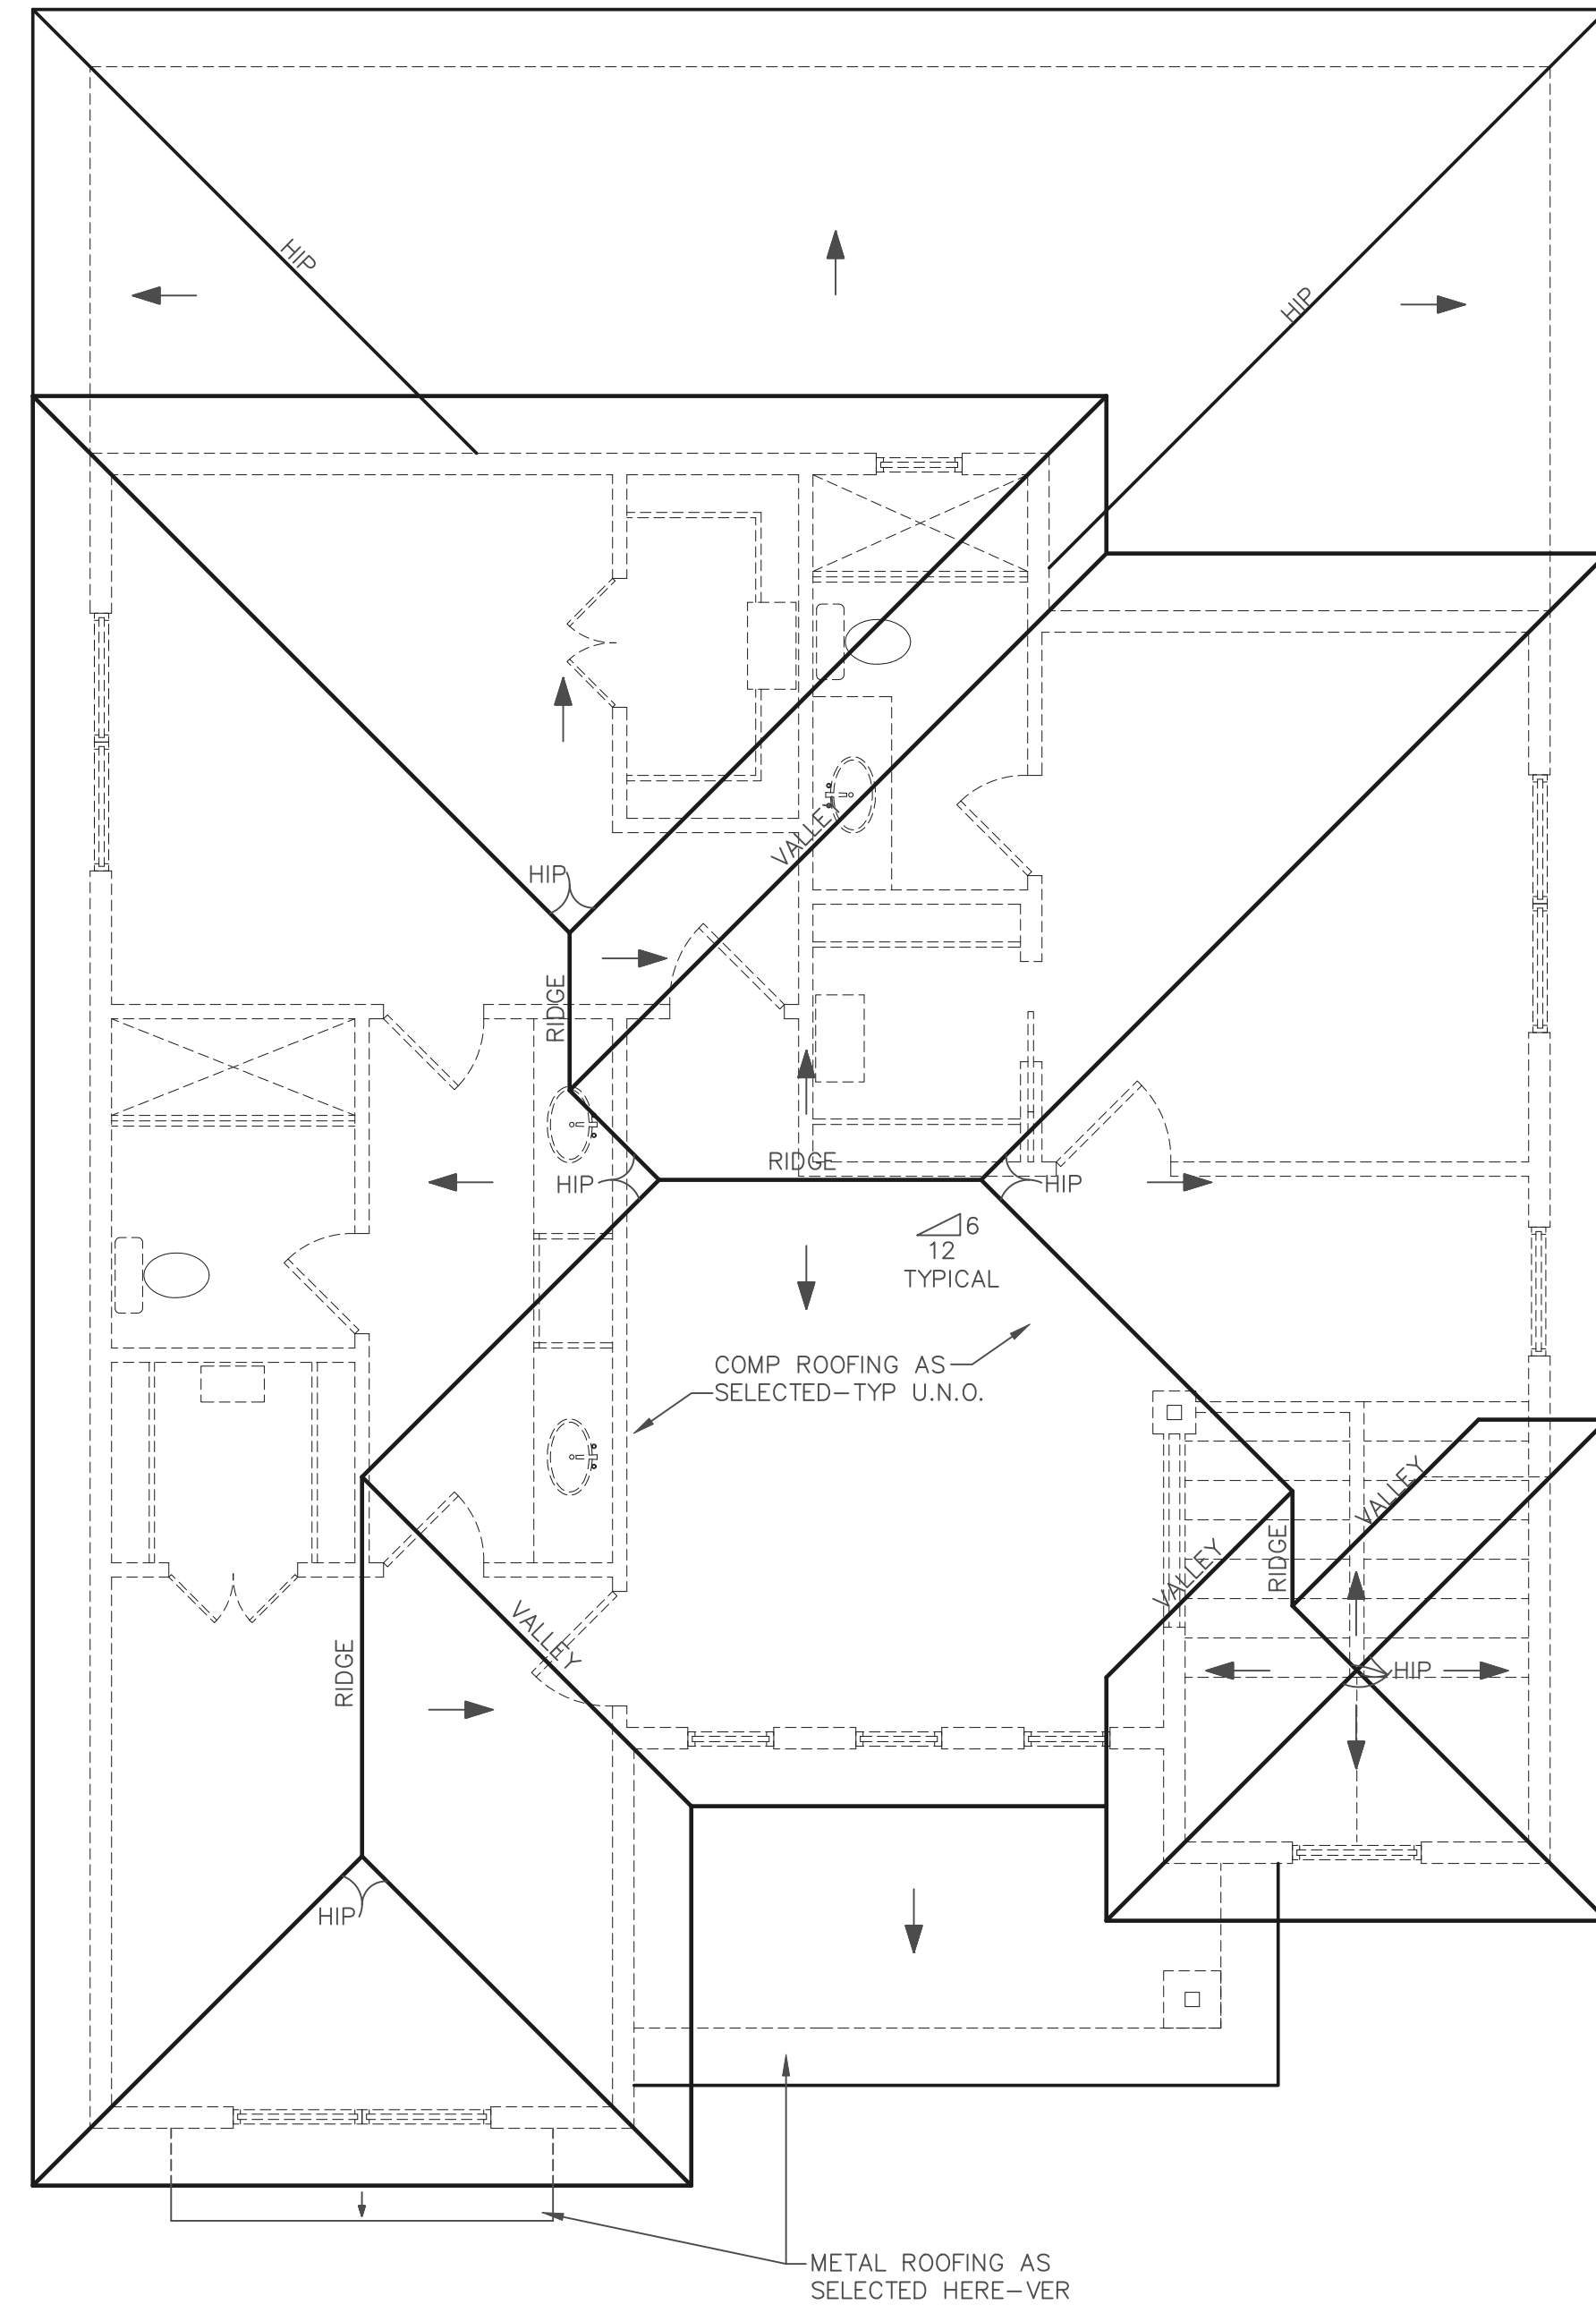 HIP
HIP
HIP
VALLEY
RIDGE
RIDGE
HIP
HIP
6
12
TYPICAL
COMP ROOFING AS
SELECTED-TYP U.N.O.
VALLEY
VALLEY
RIDGE
VALLEY
RIDGE
HIP
HIP
METAL ROOFING AS
SELECTED HERE-VER